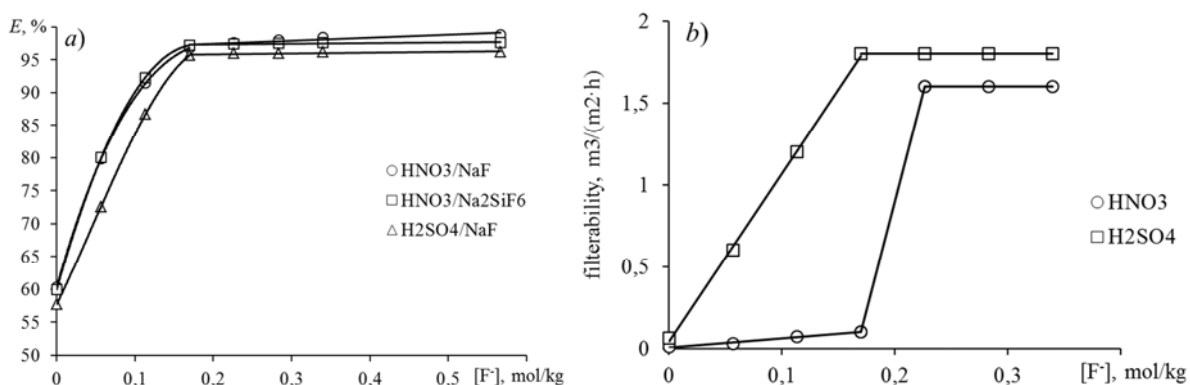 E, %
a)
95
90
85
80
75
70
65
60
55
50
0
0,1
0,2
0,3
0,4
0,5
[F-], mol/kg
HNO3/NaF
HNO3/Na2SiF6
H2SO4/NaF
b)
filterability, m3/(m2·h)
2
1,5
1
0,5
0
0
0,1
0,2
0,3
[F-], mol/kg
HNO3
H2SO4